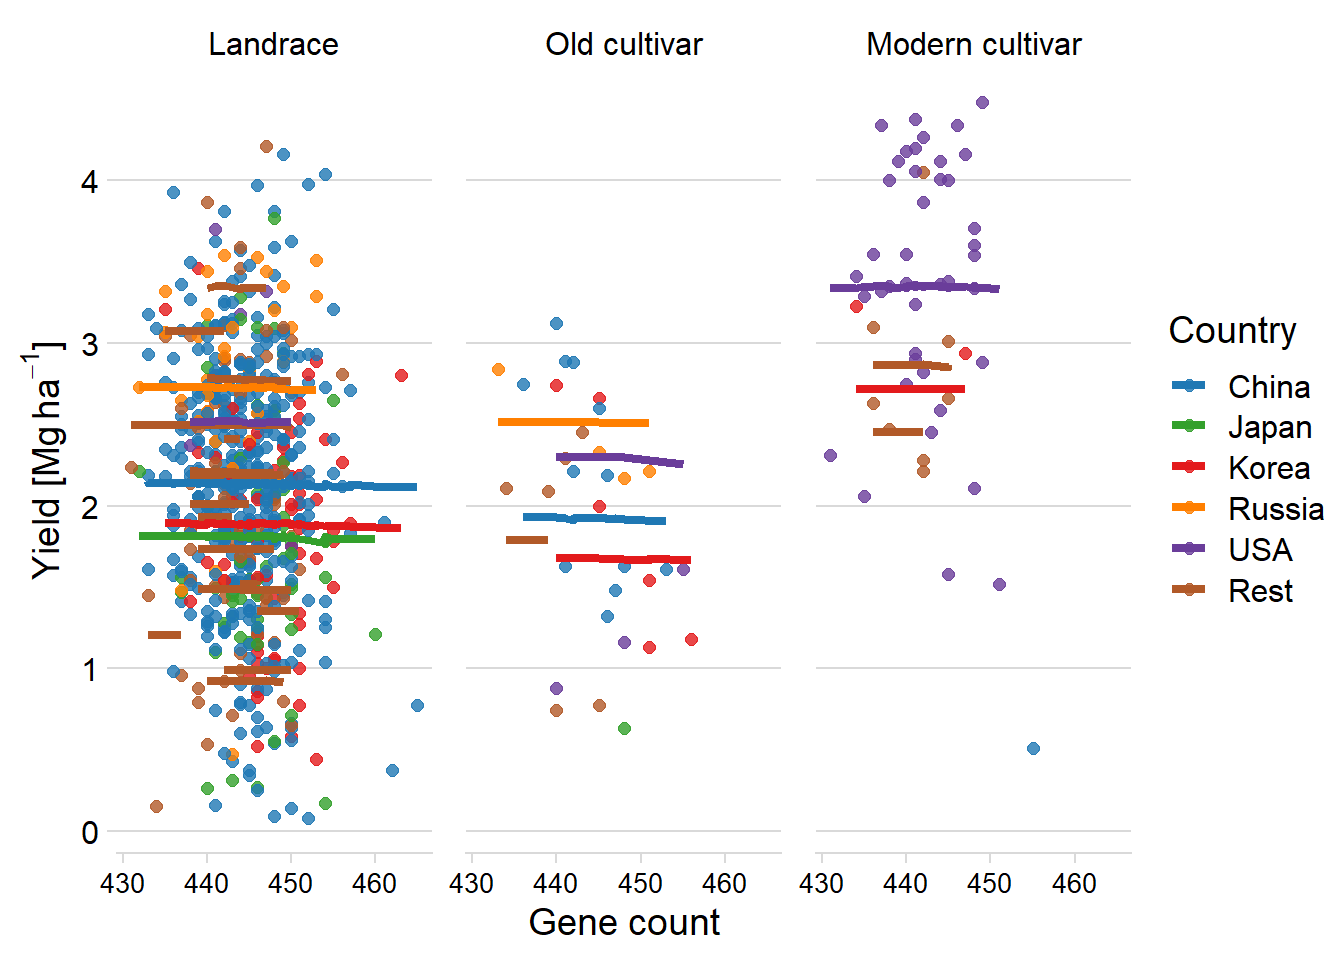 Landrace
Old cultivar
Modern cultivar
Yield [Mg ha⁻¹]
4
3
2
1
0
430 440 450 460
430 440 450 460
430 440 450 460
Gene count
Country
China
Japan
Korea
Russia
USA
Rest